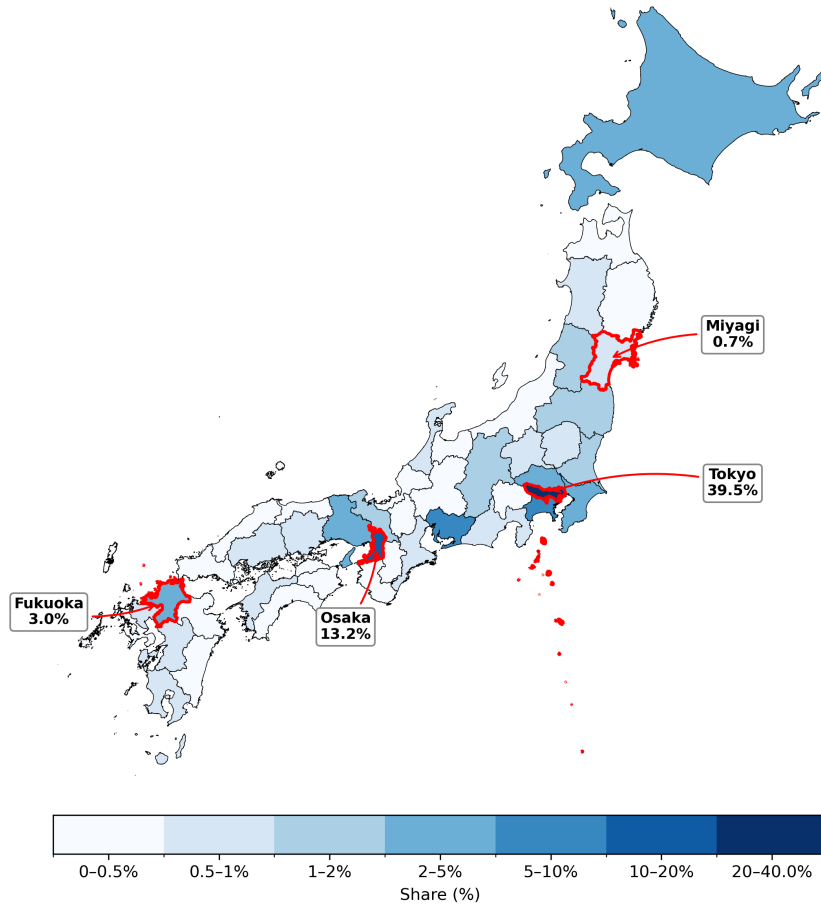 Miyagi
0.7%
Tokyo
39.5%
Fukuoka
3.0%
Osaka
13.2%
0–0.5%
0.5–1%
1–2%
2–5%
5–10%
10–20%
20–40.0%
Share (%)